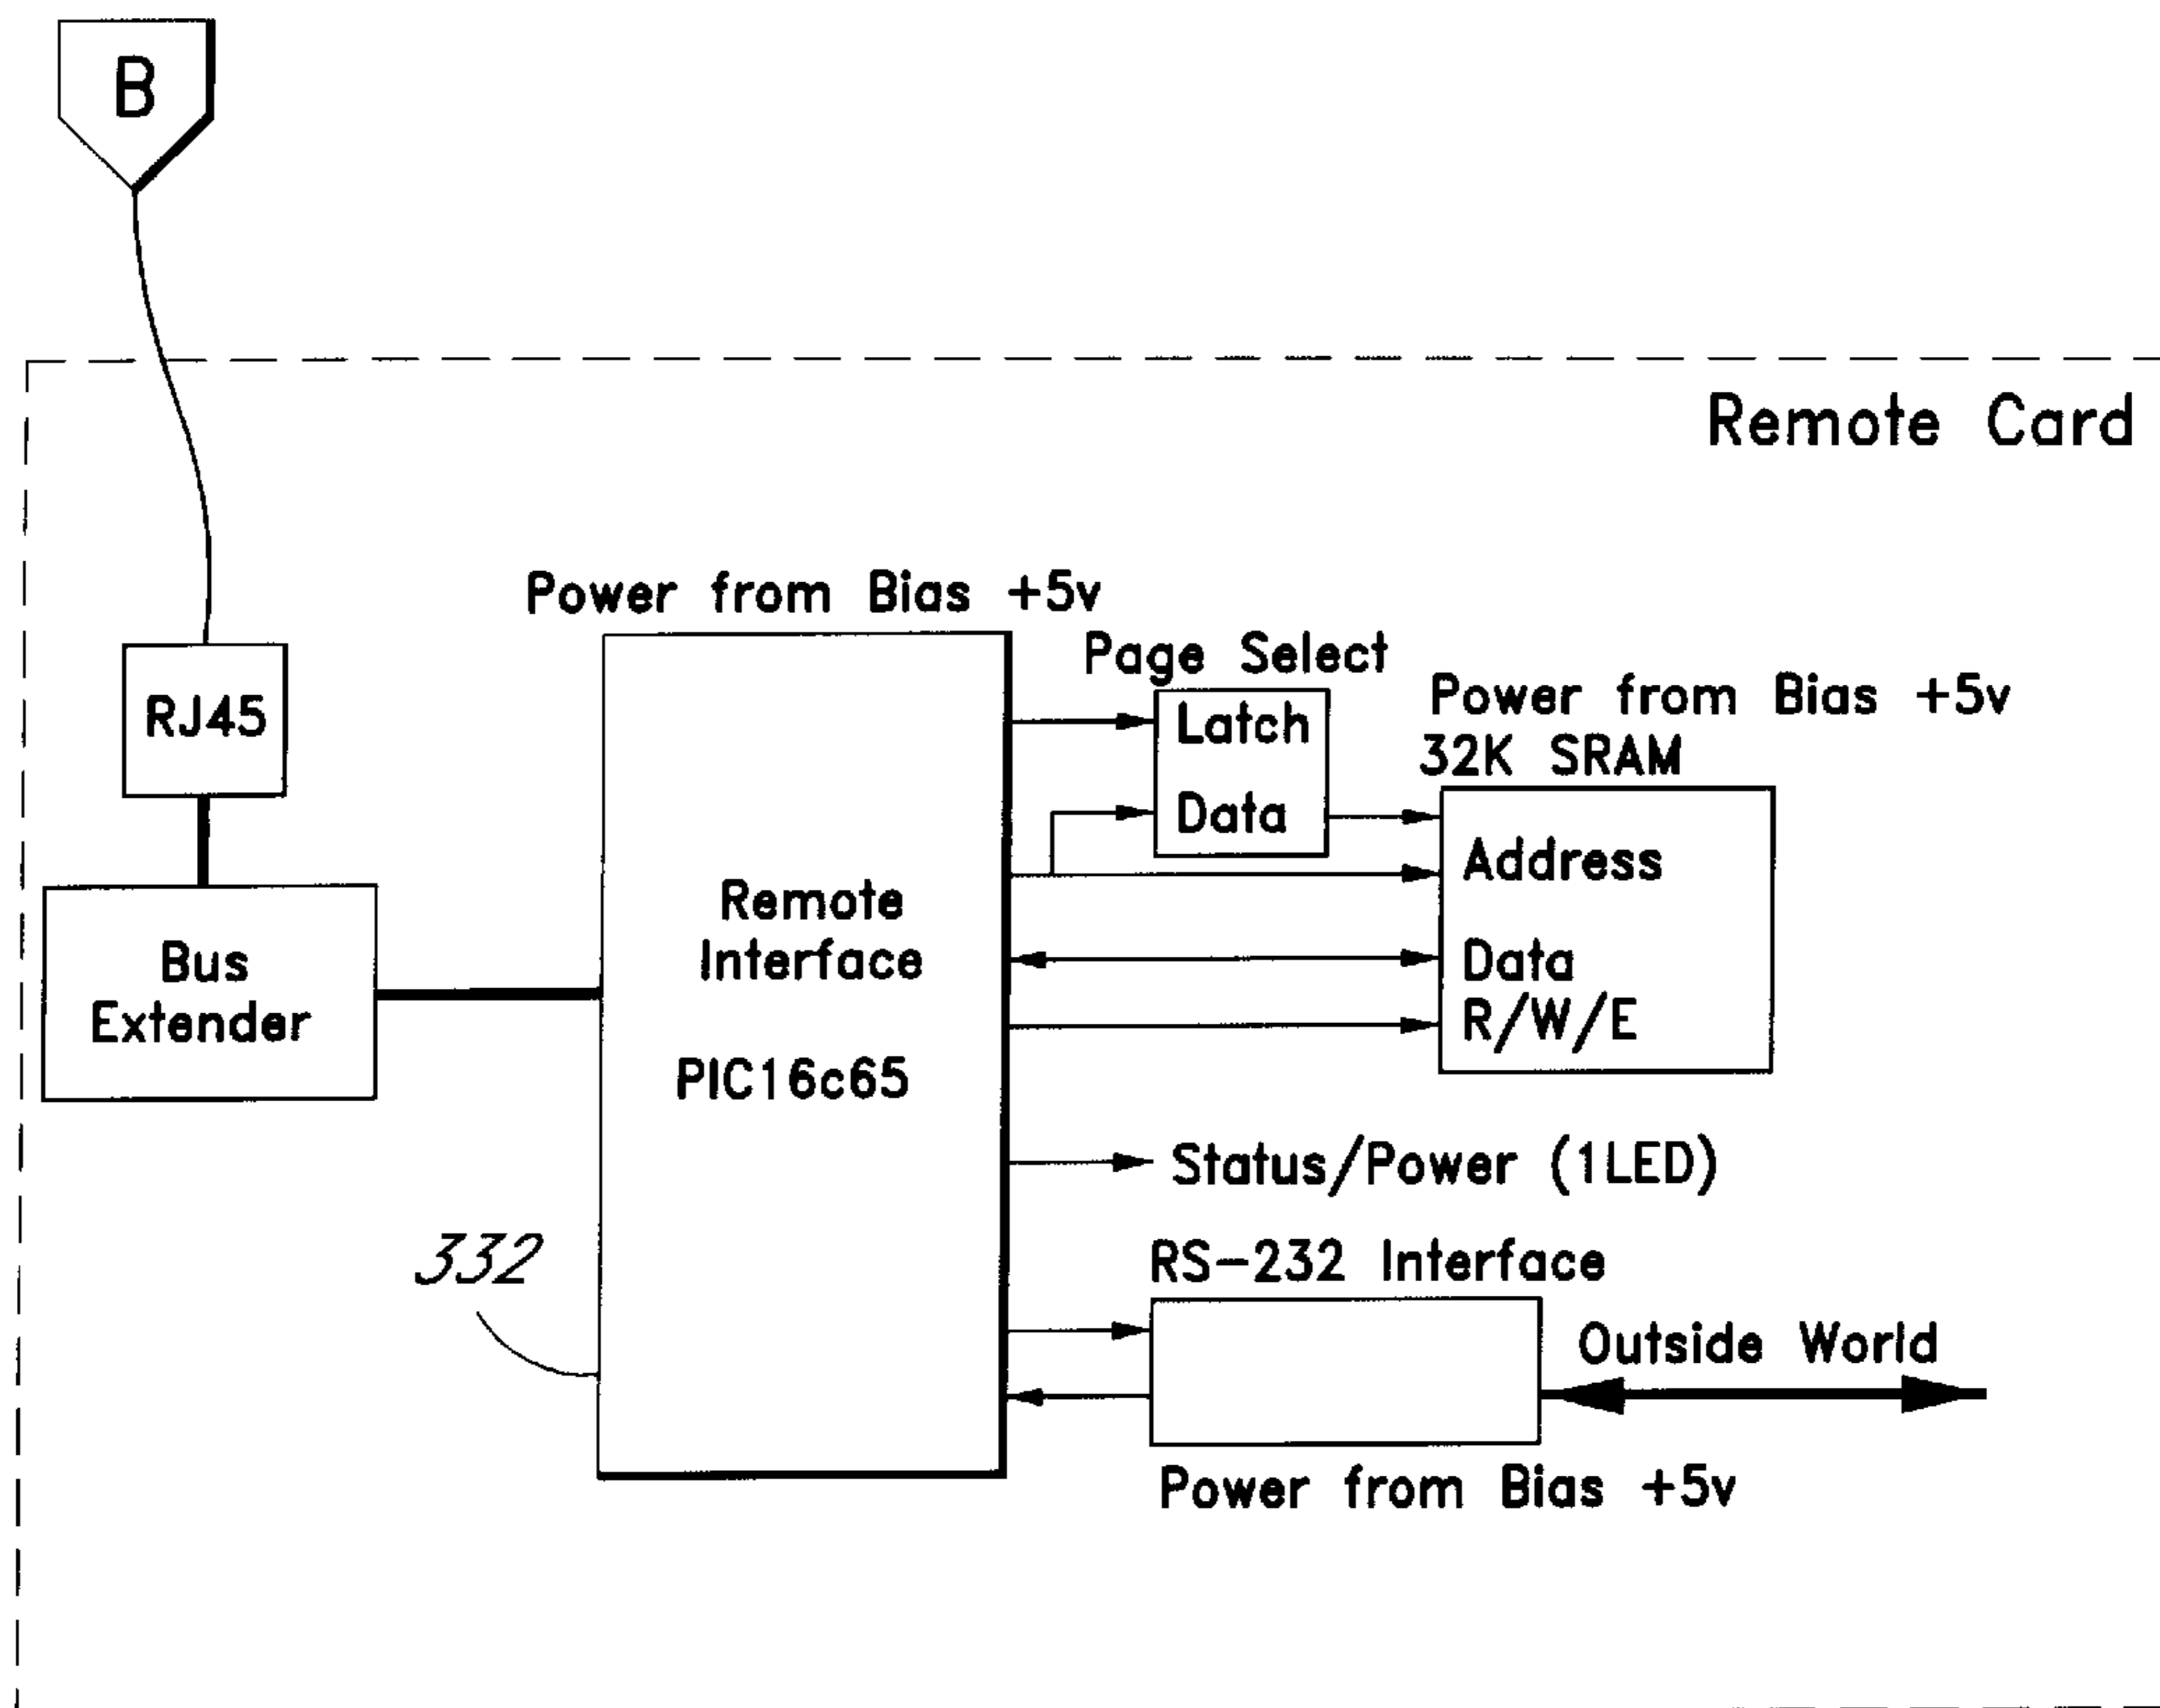 B
Remote Card
Power from Bias +5v
Page Select
RJ45
Latch
Data
Power from Bias +5v
32K SRAM
Address
Data
R/W/E
Remote
Interface
PIC16c65
Bus
Extender
Status/Power (1LED)
332
RS-232 Interface
Outside World
Power from Bias +5v